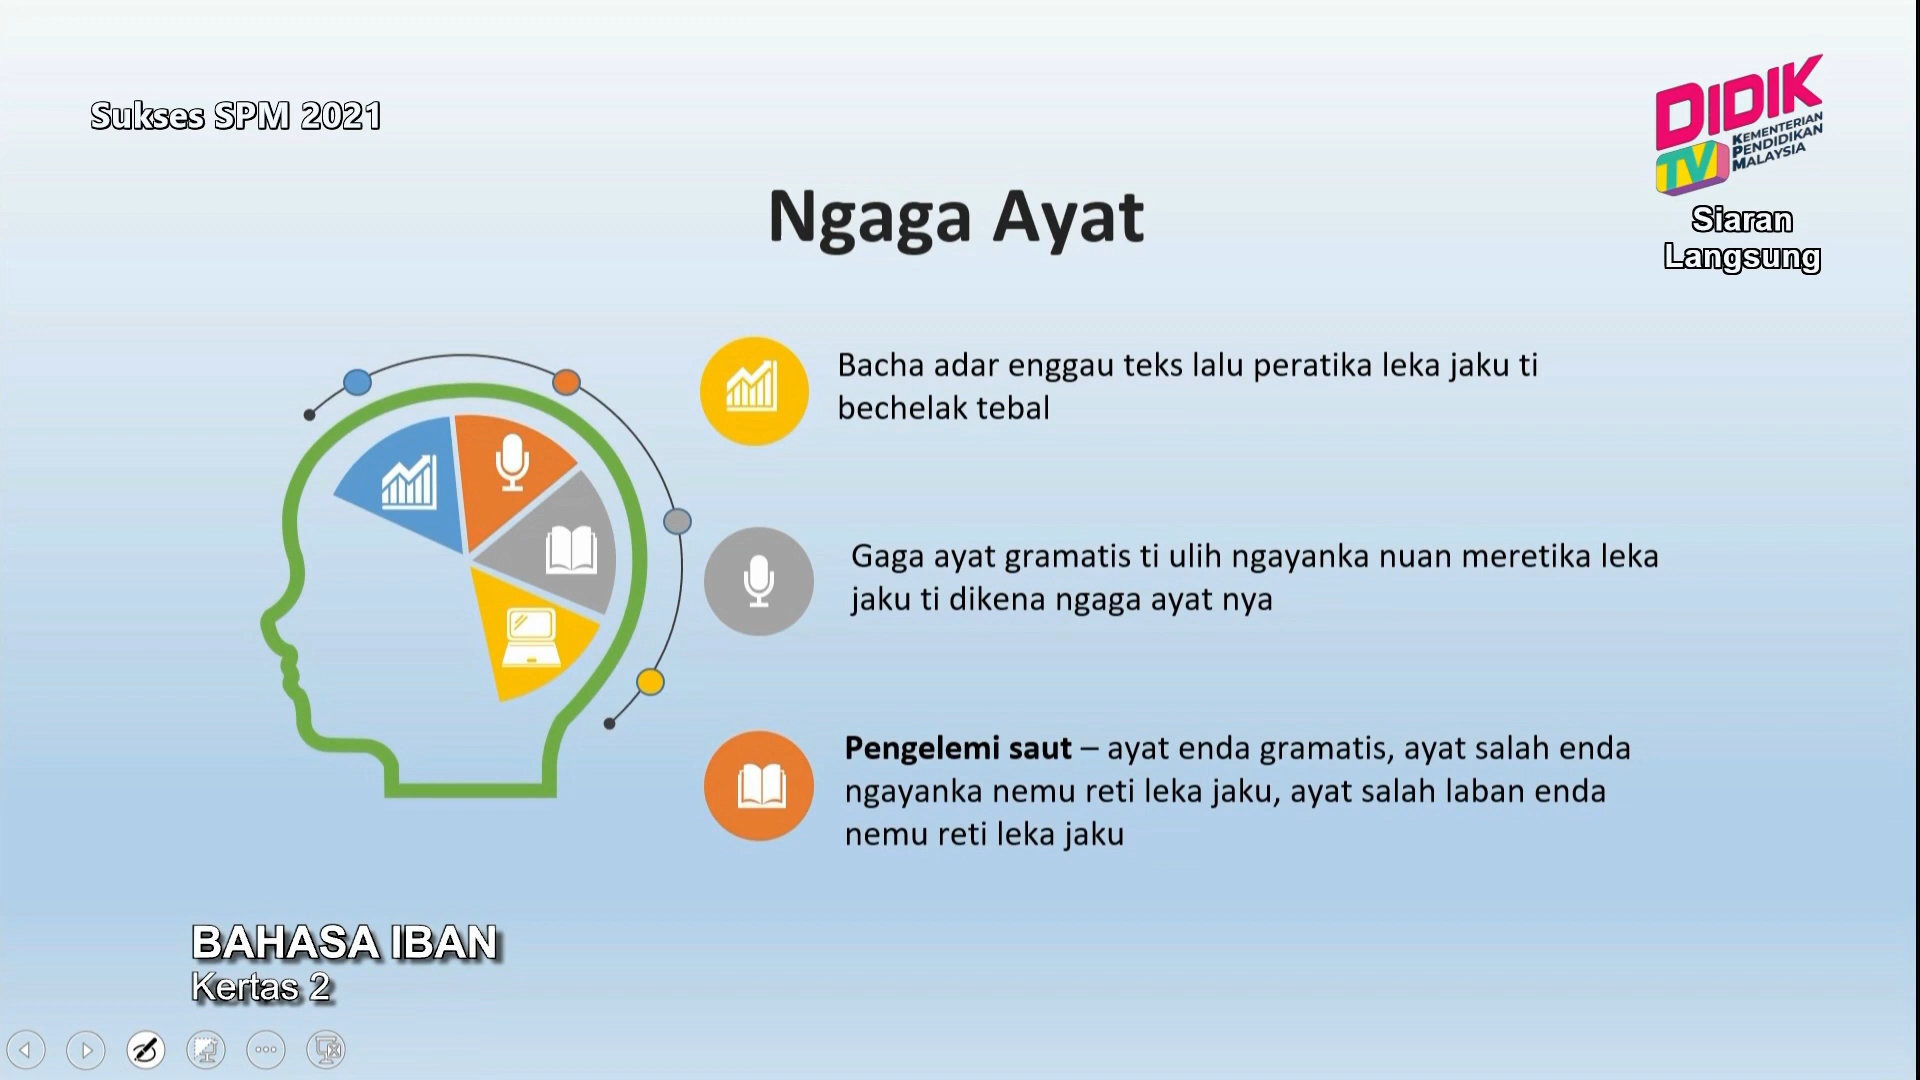 Sukses SPM 2021
DIDIK
TV
KEMENTERIAN
PENDIDIKAN
MALAYSIA
Siaran
Langsung
Ngaga Ayat
Bacha adar enggau teks lalu peratika leka jaku ti
bechelak tebal
Gaga ayat gramatis ti ulih ngayanka nuan meretika leka
jaku ti dikena ngaga ayat nya
Pengelemi saut – ayat enda gramatis, ayat salah enda
ngayanka nemu reti leka jaku, ayat salah laban enda
nemu reti leka jaku
BAHASA IBAN
Kertas 2